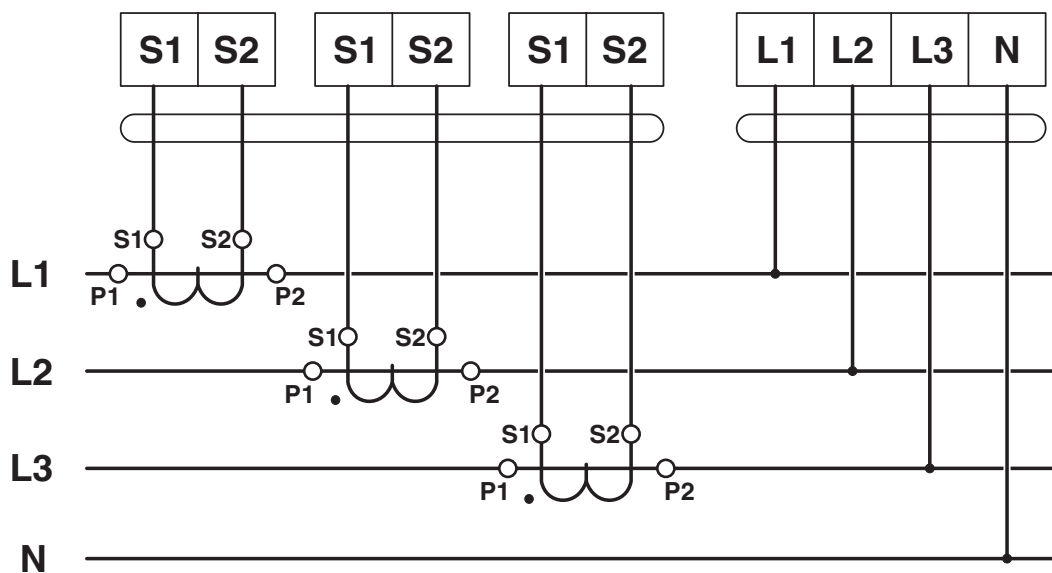 S1 S2 S1 S2 S1 S2 L1 L2 L3 N
S1 S2
L1
P1 P2
S1 S2
L2
P1 P2
S1 S2
L3
P1 P2
N